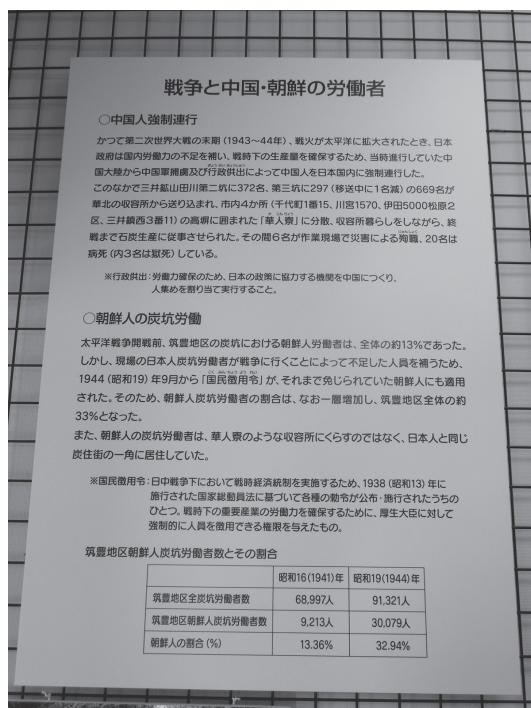 戦争と中国・朝鮮の労働者
○中国人強制連行
かつて第二次世界大戦の末期（1943～44年）、戦火が太平洋に拡大されたとき、日本
政府は国内労働力の不足を補い、戦時下の生産量を確保するため、当時進行していた中
国大陸から中国軍捕虜及び行政供出によって中国人を日本国内に強制連行した。
このなかで三井鉱山田川第二坑に372名、第三坑に297（移送中に1名減）の669名が
華北の収容所から送り込まれ、市内4か所（千代町1番15、川宮1570、伊田5000松原2
区、三井鎮西3番11）の高塀に囲まれた「華人寮」に分散、収容所暮らしをしながら、終
戦まで石炭生産に従事させられた。その間6名が作業現場で災害による殉職、20名は
病死（内3名は獄死）している。
※行政供出：労働力確保のため、日本の政策に協力する機関を中国につくり、
人集めを割り当て実行すること。
○朝鮮人の炭坑労働
太平洋戦争開戦前、筑豊地区の炭坑における朝鮮人労働者は、全体の約13%であった。
しかし、現場の日本人炭坑労働者が戦争に行くことによって不足した人員を補うため、
1944（昭和19）年9月から「国民徴用令」が、それまで免じられていた朝鮮人にも適用
された。そのため、朝鮮人炭坑労働者の割合は、なお一層増加し、筑豊地区全体の約
33%となった。
また、朝鮮人の炭坑労働者は、華人寮のような収容所にくらすのではなく、日本人と同じ
炭住街の一角に居住していた。
※国民徴用令：日中戦争下において戦時経済統制を実施するため、1938（昭和13）年に
施行された国家総動員法に基づいて各種の勅令が公布・施行されたうちの
ひとつ。戦時下の重要産業の労働力を確保するために、厚生大臣に対して
強制的に人員を徴用できる権限を与えたもの。
筑豊地区朝鮮人炭坑労働者数とその割合
昭和16(1941)年 昭和19(1944)年
筑豊地区全炭坑労働者数 68,997人 91,321人
筑豊地区朝鮮人炭坑労働者数 9,213人 30,079人
朝鮮人の割合（%） 13.36% 32.94%